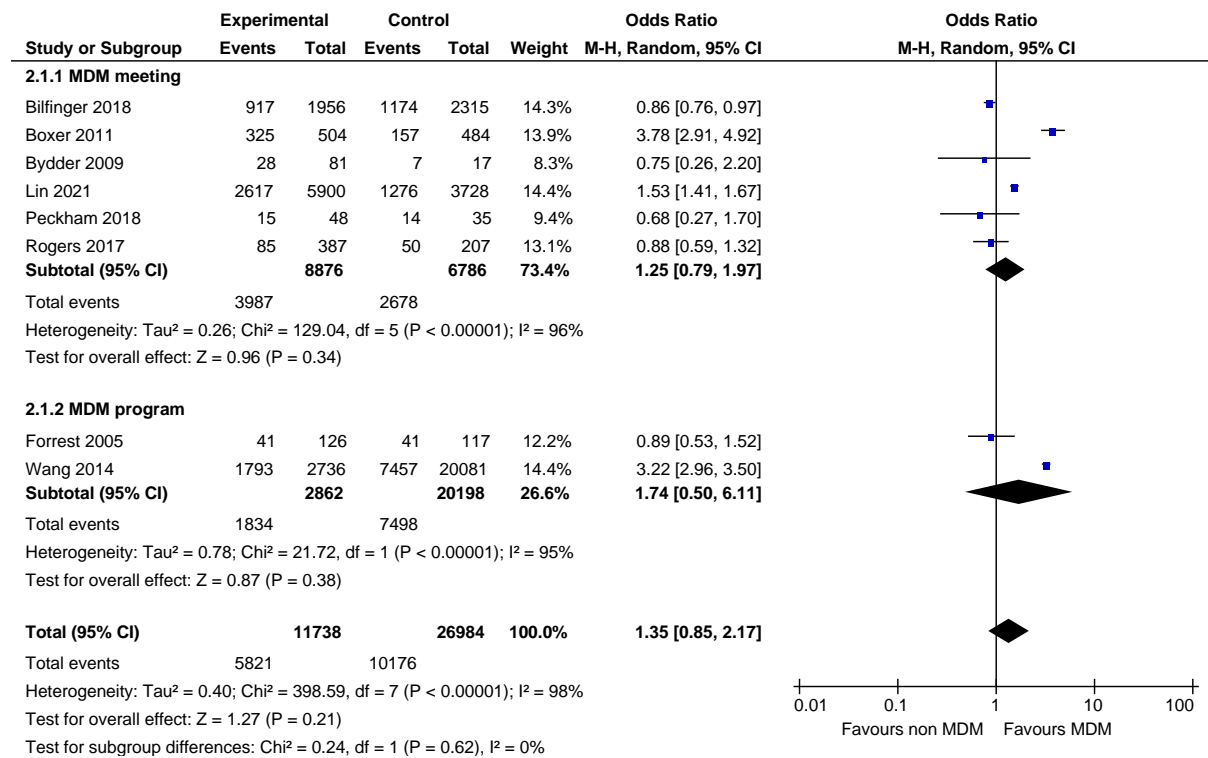 Experimental Control Odds Ratio Odds Ratio
Study or Subgroup Events Total Events Total Weight M-H, Random, 95% CI M-H, Random, 95% CI
2.1.1 MDM meeting
Bilfinger 2018 917 1956 1174 2315 14.3% 0.86 [0.76, 0.97]
Boxer 2011 325 504 157 484 13.9% 3.78 [2.91, 4.92]
Bydder 2009 28 81 7 17 8.3% 0.75 [0.26, 2.20]
Lin 2021 2617 5900 1276 3728 14.4% 1.53 [1.41, 1.67]
Peckham 2018 15 48 14 35 9.4% 0.68 [0.27, 1.70]
Rogers 2017 85 387 50 207 13.1% 0.88 [0.59, 1.32]
Subtotal (95% CI) 8876 6786 73.4% 1.25 [0.79, 1.97]
Total events 3987 2678
Heterogeneity: Tau² = 0.26; Chi² = 129.04, df = 5 (P < 0.00001); I² = 96%
Test for overall effect: Z = 0.96 (P = 0.34)
2.1.2 MDM program
Forrest 2005 41 126 41 117 12.2% 0.89 [0.53, 1.52]
Wang 2014 1793 2736 7457 20081 14.4% 3.22 [2.96, 3.50]
Subtotal (95% CI) 2862 20198 26.6% 1.74 [0.50, 6.11]
Total events 1834 7498
Heterogeneity: Tau² = 0.78; Chi² = 21.72, df = 1 (P < 0.00001); I² = 95%
Test for overall effect: Z = 0.87 (P = 0.38)
Total (95% CI) 11738 26984 100.0% 1.35 [0.85, 2.17]
Total events 5821 10176
Heterogeneity: Tau² = 0.40; Chi² = 398.59, df = 7 (P < 0.00001); I² = 98%
Test for overall effect: Z = 1.27 (P = 0.21)
Test for subgroup differences: Chi² = 0.24, df = 1 (P = 0.62), I² = 0%
0.01 0.1 1 10 100
Favours non MDM Favours MDM